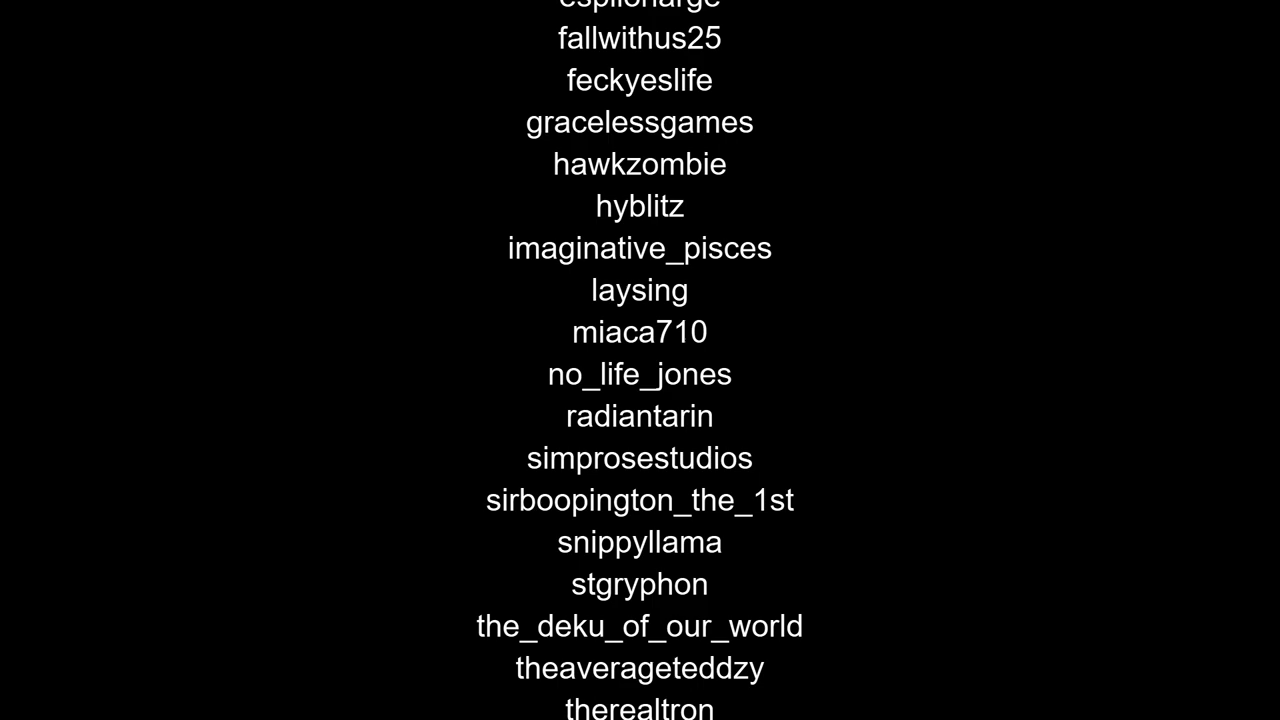 fallwithus25
feckyeslife
gracelessgames
hawkzombie
hyblitz
imaginative_pisces
laysing
miaca710
no_life_jones
radiantarin
simprosestudios
sirboopington_the_1st
snippyllama
stgryphon
the_deku_of_our_world
theaverageteddzy
therealtron